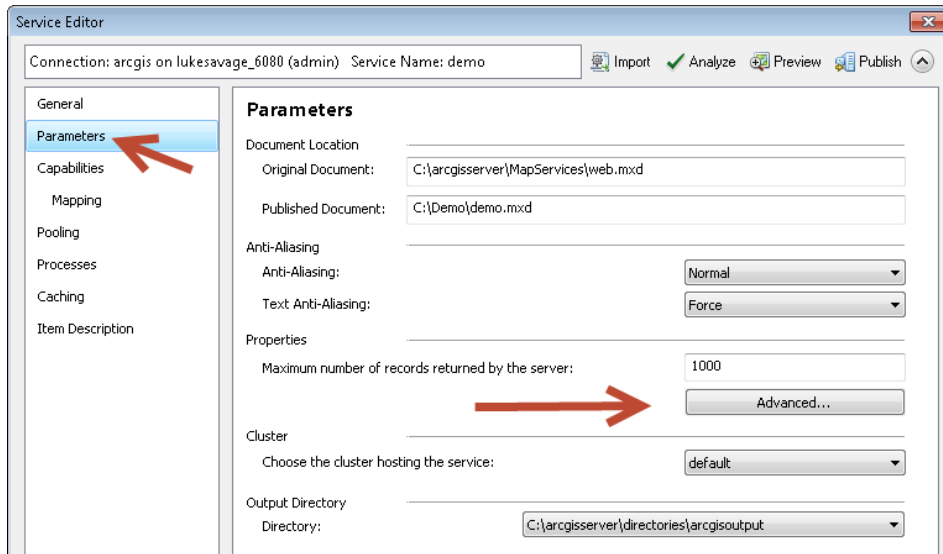 Service Editor
Connection: arcgis on lukesavage_6080 (admin) Service Name: demo
Import
Analyze
Preview
Publish
General
Parameters
Capabilities
Mapping
Pooling
Processes
Caching
Item Description
Parameters
Document Location
Original Document: C:\arcgisserver\MapServices\web.mxd
Published Document: C:\Demo\demo.mxd
Anti-Aliasing
Anti-Aliasing: Normal
Text Anti-Aliasing: Force
Properties
Maximum number of records returned by the server: 1000
Advanced...
Cluster
Choose the cluster hosting the service: default
Output Directory
Directory: C:\arcgisserver\directories\arcgisoutput